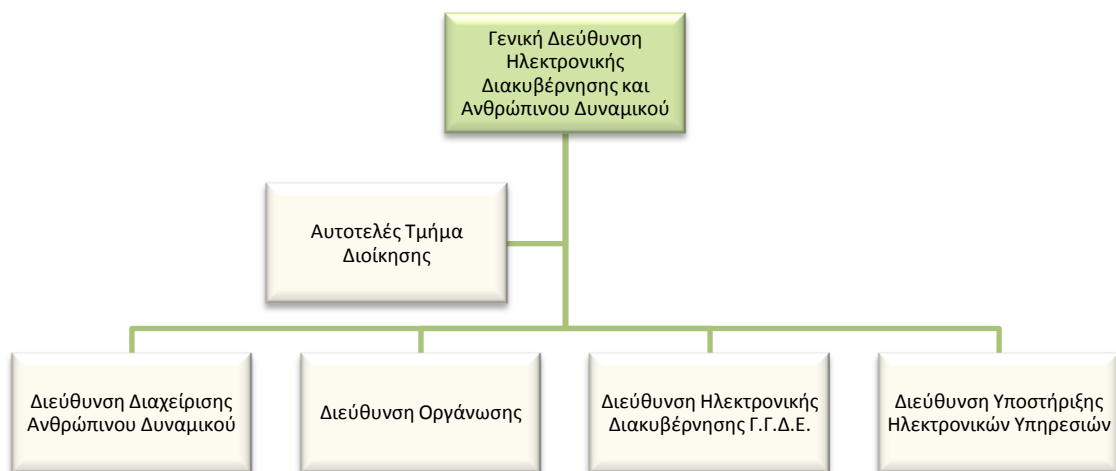 Γενική Διεύθυνση
Ηλεκτρονικής
Διακυβέρνησης και
Ανθρώπινου Δυναμικού
Αυτοτελές Τμήμα
Διοίκησης
Διεύθυνση Διαχείρισης
Ανθρώπινου Δυναμικού
Διεύθυνση Οργάνωσης
Διεύθυνση Ηλεκτρονικής
Διακυβέρνησης Γ.Γ.Δ.Ε.
Διεύθυνση Υποστήριξης
Ηλεκτρονικών Υπηρεσιών